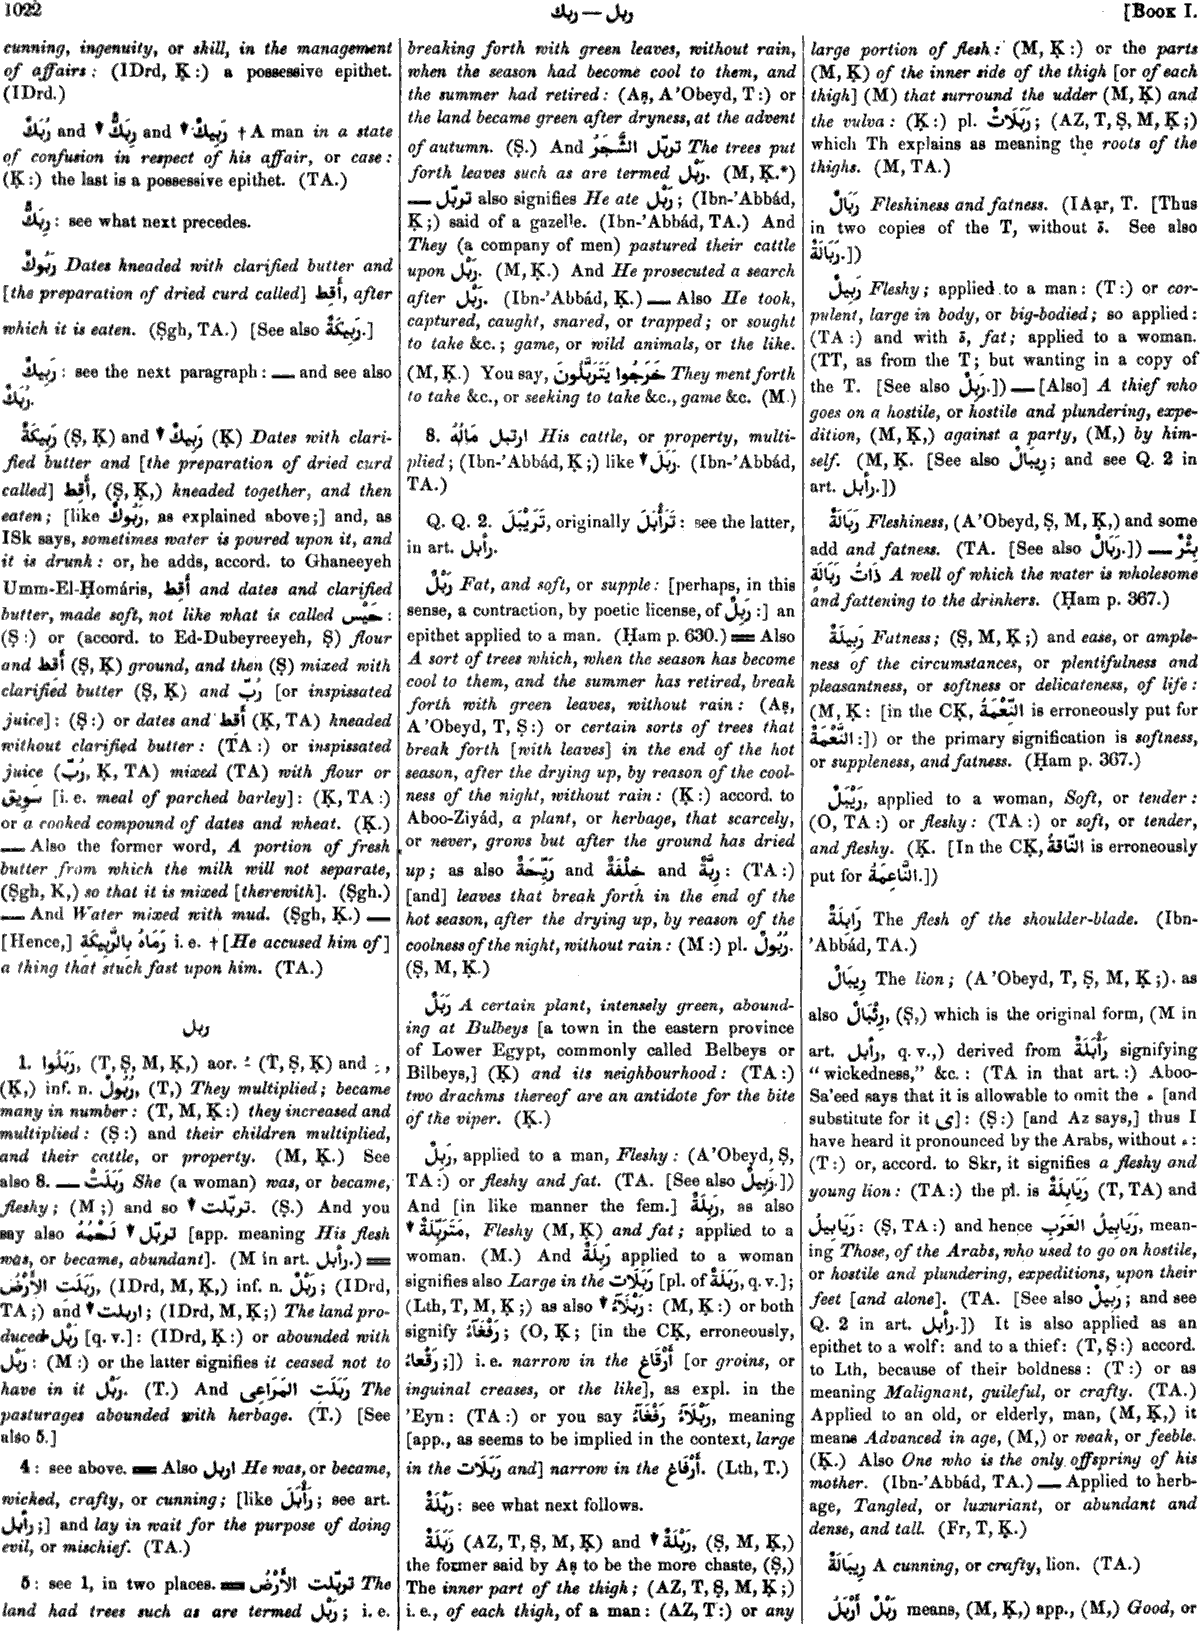 1022
ربك — ربل
[Book I.
cunning, ingenuity, or skill, in the management
of affairs: (IDrd, Ḳ:) a possessive epithet.
(IDrd.)
رَبَكٌ and ▼ رِبَكٌّ and ▼ رَبِيكٌ † A man in a state
of confusion in respect of his affair, or case:
(Ḳ:) the last is a possessive epithet. (TA.)
رِبَكٌّ: see what next precedes.
رَبُوكٌ Dates kneaded with clarified butter and
[the preparation of dried curd called] أَقِط, after
which it is eaten. (Ṣgh, TA.) [See also رَبِيكَةٌ.]
رَبِيكٌ: see the next paragraph: — and see also
رَبَكٌ.
رَبِيكَةٌ (Ṣ, Ḳ) and ▼ رَبِيكٌ (Ḳ) Dates with clari-
fied butter and [the preparation of dried curd
called] أَقِط, (Ṣ, Ḳ,) kneaded together, and then
eaten; [like رَبُوكٌ, as explained above;] and, as
ISk says, sometimes water is poured upon it, and
it is drunk: or, he adds, accord. to Ghaneeyeh
Umm-El-Ḥomáris, أَقِط and dates and clarified
butter, made soft, not like what is called حَيْس:
(Ṣ:) or (accord. to Ed-Dubeyreeyeh, Ṣ) flour
and أَقِط (Ṣ, Ḳ) ground, and then (Ṣ) mixed with
clarified butter (Ṣ, Ḳ) and رُبّ [or inspissated
juice]: (Ṣ:) or dates and أَقِط (Ḳ, TA) kneaded
without clarified butter: (TA:) or inspissated
juice (رُبّ, Ḳ, TA) mixed (TA) with flour or
سَوِيق [i. e. meal of parched barley]: (Ḳ, TA:)
or a cooked compound of dates and wheat. (Ḳ.)
— Also the former word, A portion of fresh
butter from which the milk will not separate,
(Ṣgh, K,) so that it is mixed [therewith]. (Ṣgh.)
— And Water mixed with mud. (Ṣgh, Ḳ.) —
[Hence,] رَمَاهُ بِالرَّبِيكَةِ i. e. † [He accused him of]
a thing that stuck fast upon him. (TA.)
ربل
1. رَبَلُوا, (T, Ṣ, M, Ḳ,) aor. ـُ (T, Ṣ, Ḳ) and ـِ,
(Ḳ,) inf. n. رُبُولٌ, (T,) They multiplied; became
many in number: (T, M, Ḳ:) they increased and
multiplied: (Ṣ:) and their children multiplied,
and their cattle, or property. (M, Ḳ.) See
also 8. — رَبَلَتْ She (a woman) was, or became,
fleshy; (M;) and so ▼ تربّلت. (Ṣ.) And you
say also ▼ تربّل لَحْمُهُ [app. meaning His flesh
was, or became, abundant]. (M in art. رأبل.) ═
رَبَلَتِ الأَرْضُ, (IDrd, M, Ḳ,) inf. n. رَبْلٌ; (IDrd,
TA;) and ▼ اربلت; (IDrd, M, Ḳ;) The land pro-
duced رَبْل [q. v.]: (IDrd, Ḳ:) or abounded with
رَبْل: (M:) or the latter signifies it ceased not to
have in it رَبْل. (T.) And رَبَلَتِ المَرَاعِى The
pasturages abounded with herbage. (T.) [See
also 5.]
4: see above. ═ Also اربل He was, or became,
wicked, crafty, or cunning; [like رَأْبَلَ; see art.
رأبل;] and lay in wait for the purpose of doing
evil, or mischief. (TA.)
5: see 1, in two places. ═ تربّلت الأَرْضُ The
land had trees such as are termed رَبْل; i. e.
breaking forth with green leaves, without rain,
when the season had become cool to them, and
the summer had retired: (Aṣ, A'Obeyd, T:) or
the land became green after dryness, at the advent
of autumn. (Ṣ.) And تربّل الشَّجَرُ The trees put
forth leaves such as are termed رَبْل. (M, Ḳ.*)
— تربّل also signifies He ate رَبْل; (Ibn-'Abbád,
Ḳ;) said of a gazelle. (Ibn-'Abbád, TA.) And
They (a company of men) pastured their cattle
upon رَبْل. (M, Ḳ.) And He prosecuted a search
after رَبْل. (Ibn-'Abbád, Ḳ.) — Also He took,
captured, caught, snared, or trapped; or sought
to take &c.; game, or wild animals, or the like.
(M, Ḳ.) You say, خَرَجُوا يَتَرَبَّلُونَ They went forth
to take &c., or seeking to take &c., game &c. (M.)
8. ارتبل مَالُهُ His cattle, or property, multi-
plied; (Ibn-'Abbád, Ḳ;) like ▼ رَبَلَ. (Ibn-'Abbád,
TA.)
Q. Q. 2. تَرَيْبَلَ, originally تَرَأْبَلَ: see the latter,
in art. رأبل.
رَبْلٌ Fat, and soft, or supple: [perhaps, in this
sense, a contraction, by poetic license, of رَبِلٌ:] an
epithet applied to a man. (Ḥam p. 630.) ═ Also
A sort of trees which, when the season has become
cool to them, and the summer has retired, break
forth with green leaves, without rain: (Aṣ,
A'Obeyd, T, Ṣ:) or certain sorts of trees that
break forth [with leaves] in the end of the hot
season, after the drying up, by reason of the cool-
ness of the night, without rain: (Ḳ:) accord. to
Aboo-Ziyád, a plant, or herbage, that scarcely,
or never, grows but after the ground has dried
up; as also رَيِّحَةٌ and خِلْفَةٌ and رِبَّةٌ: (TA:)
[and] leaves that break forth in the end of the
hot season, after the drying up, by reason of the
coolness of the night, without rain: (M:) pl. رُبُولٌ.
(Ṣ, M, Ḳ.)
رَبَلٌ A certain plant, intensely green, abound-
ing at Bulbeys [a town in the eastern province
of Lower Egypt, commonly called Belbeys or
Bilbeys,] (Ḳ) and its neighbourhood: (TA:)
two drachms thereof are an antidote for the bite
of the viper. (Ḳ.)
رَبِلٌ, applied to a man, Fleshy: (A'Obeyd, Ṣ,
TA:) or fleshy and fat. (TA. [See also رَبِيلٌ.])
And [in like manner the fem.] رَبِلَةٌ, as also
▼ مُتَرَبِّلَةٌ, Fleshy (M, Ḳ) and fat; applied to a
woman. (M.) And رَبِلَةٌ applied to a woman
signifies also Large in the رَبَلَات [pl. of رَبَلَةٌ, q. v.];
(Lth, T, M, Ḳ;) as also ▼ رَبْلَآءُ: (M, Ḳ:) or both
signify رَفْغَآءُ; (O, Ḳ; [in the CḲ, erroneously,
رَفْعاءُ;]) i. e. narrow in the أَرْفَاغ [or groins, or
inguinal creases, or the like], as expl. in the
'Eyn: (TA:) or you say رَبْلَآءُ رَفْغَآءُ, meaning
[app., as seems to be implied in the context, large
in the رَبَلَات and] narrow in the أَرْفَاغ. (Lth, T.)
رَبْلَةٌ: see what next follows.
رَبَلَةٌ (AZ, T, Ṣ, M, Ḳ) and ▼ رَبْلَةٌ, (Ṣ, M, Ḳ,)
the former said by Aṣ to be the more chaste, (Ṣ,)
The inner part of the thigh; (AZ, T, Ṣ, M, Ḳ;)
i. e., of each thigh, of a man: (AZ, T:) or any
large portion of flesh: (M, Ḳ:) or the parts
(M, Ḳ) of the inner side of the thigh [or of each
thigh] (M) that surround the udder (M, Ḳ) and
the vulva: (Ḳ:) pl. رَبَلَاتٌ; (AZ, T, Ṣ, M, Ḳ;)
which Th explains as meaning the roots of the
thighs. (M, TA.)
رَبَالٌ Fleshiness and fatness. (IAạr, T. [Thus
in two copies of the T, without ة. See also
رَبَالَةٌ.])
رَبِيلٌ Fleshy; applied to a man: (T:) or cor-
pulent, large in body, or big-bodied; so applied:
(TA:) and with ة, fat; applied to a woman.
(TT, as from the T; but wanting in a copy of
the T. [See also رَبِلٌ.]) — [Also] A thief who
goes on a hostile, or hostile and plundering, expe-
dition, (M, Ḳ,) against a party, (M,) by him-
self. (M, Ḳ. [See also رِيبَالٌ; and see Q. 2 in
art. رأبل.])
رَبَالَةٌ Fleshiness, (A'Obeyd, Ṣ, M, Ḳ,) and some
add and fatness. (TA. [See also رَبَالٌ.]) — بِئْرٌ
ذَاتُ رَبَالَةٍ A well of which the water is wholesome
and fattening to the drinkers. (Ḥam p. 367.)
رَبِيلَةٌ Fatness; (Ṣ, M, Ḳ;) and ease, or ample-
ness of the circumstances, or plentifulness and
pleasantness, or softness or delicateness, of life:
(M, Ḳ: [in the CḲ, النِّعْمَةُ is erroneously put for
النَّعْمَةُ:]) or the primary signification is softness,
or suppleness, and fatness. (Ḥam p. 367.)
رَيْبَلٌ, applied to a woman, Soft, or tender:
(O, TA:) or fleshy: (TA:) or soft, or tender,
and fleshy. (Ḳ. [In the CḲ, النّاقةُ is erroneously
put for النَّاعِمَةُ.])
رَابِلَةٌ The flesh of the shoulder-blade. (Ibn-
'Abbád, TA.)
رِيبَالٌ The lion; (A'Obeyd, T, Ṣ, M, Ḳ;) as
also رِئْبَالٌ, (Ṣ,) which is the original form, (M in
art. رأبل, q. v.,) derived from رَأْبَلَةٌ signifying
"wickedness," &c.: (TA in that art.:) Aboo-
Sa'eed says that it is allowable to omit the ء [and
substitute for it ى]: (Ṣ:) [and Az says,] thus I
have heard it pronounced by the Arabs, without ء:
(T:) or, accord. to Skr, it signifies a fleshy and
young lion: (TA:) the pl. is رَيَابِلَةٌ (T, TA) and
رَيَابِيلُ: (Ṣ, TA:) and hence رَيَابِيلُ العَرَبِ, mean-
ing Those, of the Arabs, who used to go on hostile,
or hostile and plundering, expeditions, upon their
feet [and alone]. (TA. [See also رَبِيلٌ; and see
Q. 2 in art. رأبل.]) It is also applied as an
epithet to a wolf: and to a thief: (T, Ṣ:) accord.
to Lth, because of their boldness: (T:) or as
meaning Malignant, guileful, or crafty. (TA.)
Applied to an old, or elderly, man, (M, Ḳ,) it
means Advanced in age, (M,) or weak, or feeble.
(Ḳ.) Also One who is the only offspring of his
mother. (Ibn-'Abbád, TA.) — Applied to herb-
age, Tangled, or luxuriant, or abundant and
dense, and tall. (Fr, T, Ḳ.)
رِيبَالَةٌ A cunning, or crafty, lion. (TA.)
رَبْلٌ أَرْبَلُ means, (M, Ḳ,) app., (M,) Good, or